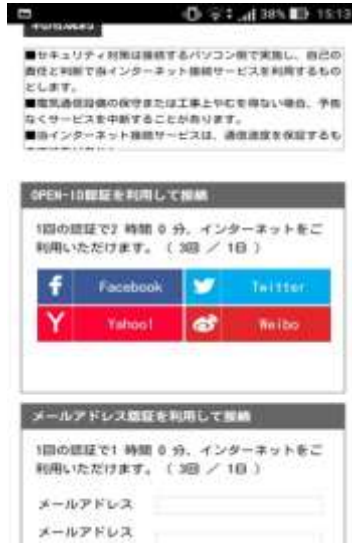 38% 15:13
■セキュリティ対策は接続するパソコン側で実施し、自己の
責任と判断で当インターネット接続サービスを利用するもの
とします。
■電気通信設備の保守または工事上やむを得ない場合、予告
なくサービスを中断することがあります。
■当インターネット接続サービスは、通信速度を保証するも
OPEN-ID認証を利用して接続
1回の認証で2 時間 0 分、インターネットをご
利用いただけます。 ( 3回 / 1日 )
Facebook Twitter
Yahoo! Weibo
メールアドレス認証を利用して接続
1回の認証で1 時間 0 分、インターネットをご
利用いただけます。 ( 3回 / 1日 )
メールアドレス
メールアドレス